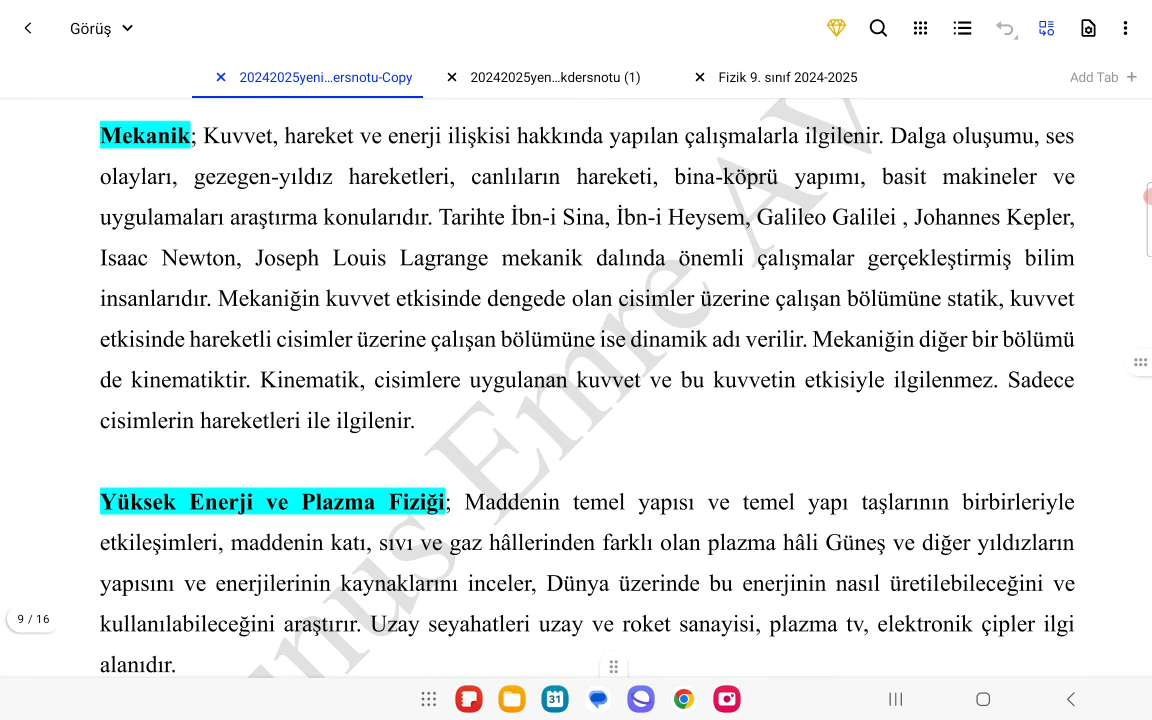 Görüş
20242025yeni...ersnotu-Copy
20242025yen...kdersnotu (1)
Fizik 9. sınıf 2024-2025
Add Tab +
Mekanik; Kuvvet, hareket ve enerji ilişkisi hakkında yapılan çalışmalarla ilgilenir. Dalga oluşumu, ses
olayları, gezegen-yıldız hareketleri, canlıların hareketi, bina-köprü yapımı, basit makineler ve
uygulamaları araştırma konularıdır. Tarihte İbn-i Sina, İbn-i Heysem, Galileo Galilei , Johannes Kepler,
Isaac Newton, Joseph Louis Lagrange mekanik dalında önemli çalışmalar gerçekleştirmiş bilim
insanlarıdır. Mekaniğin kuvvet etkisinde dengede olan cisimler üzerine çalışan bölümüne statik, kuvvet
etkisinde hareketli cisimler üzerine çalışan bölümüne ise dinamik adı verilir. Mekaniğin diğer bir bölümü
de kinematiktir. Kinematik, cisimlere uygulanan kuvvet ve bu kuvvetin etkisiyle ilgilenmez. Sadece
cisimlerin hareketleri ile ilgilenir.
Yüksek Enerji ve Plazma Fiziği; Maddenin temel yapısı ve temel yapı taşlarının birbirleriyle
etkileşimleri, maddenin katı, sıvı ve gaz hâllerinden farklı olan plazma hâli Güneş ve diğer yıldızların
yapısını ve enerjilerinin kaynaklarını inceler, Dünya üzerinde bu enerjinin nasıl üretilebileceğini ve
kullanılabileceğini araştırır. Uzay seyahatleri uzay ve roket sanayisi, plazma tv, elektronik çipler ilgi
alanıdır.
9 / 16
31
Emre